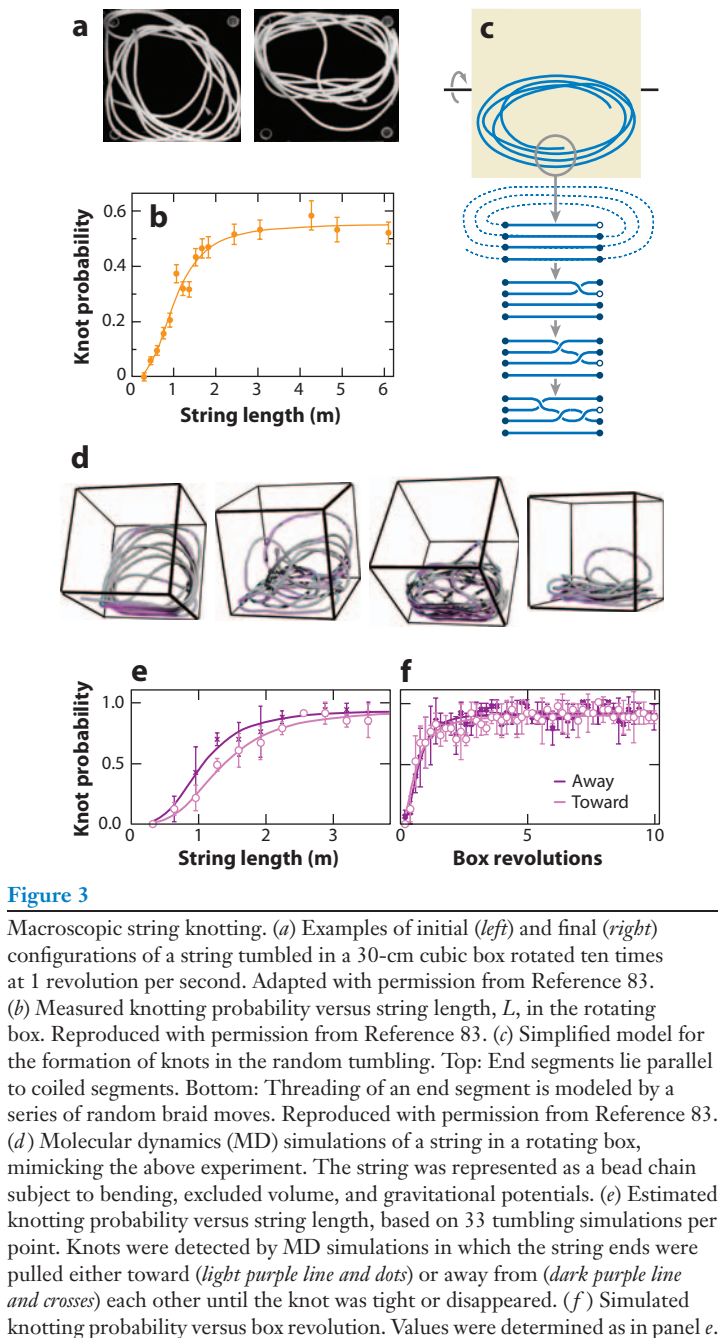 a
c
b
0.6
0.4
0.2
0
Knot probability
0 1 2 3 4 5 6
String length (m)
d
e
f
1.0
0.5
0.0
Knot probability
0 1 2 3
String length (m)
Away
Toward
0 5 10
Box revolutions
Figure 3
Macroscopic string knotting. (a) Examples of initial (left) and final (right)
configurations of a string tumbled in a 30-cm cubic box rotated ten times
at 1 revolution per second. Adapted with permission from Reference 83.
(b) Measured knotting probability versus string length, L, in the rotating
box. Reproduced with permission from Reference 83. (c) Simplified model for
the formation of knots in the random tumbling. Top: End segments lie parallel
to coiled segments. Bottom: Threading of an end segment is modeled by a
series of random braid moves. Reproduced with permission from Reference 83.
(d) Molecular dynamics (MD) simulations of a string in a rotating box,
mimicking the above experiment. The string was represented as a bead chain
subject to bending, excluded volume, and gravitational potentials. (e) Estimated
knotting probability versus string length, based on 33 tumbling simulations per
point. Knots were detected by MD simulations in which the string ends were
pulled either toward (light purple line and dots) or away from (dark purple line
and crosses) each other until the knot was tight or disappeared. (f) Simulated
knotting probability versus box revolution. Values were determined as in panel e.